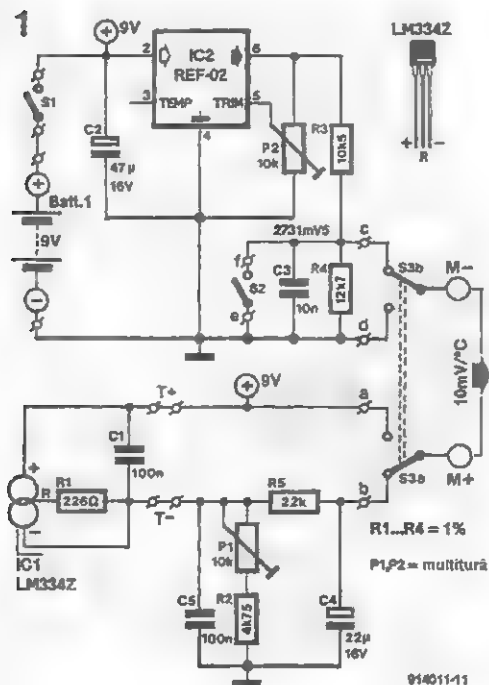 1
9V
LM334Z
S1
2
IC2
REF-02
6
3
TEMP
TRIM
5
4
C2
47µ
16V
P2
10k
R3
10k5
+
R
-
Batt.1
9V
2731mV5
c
f
S2
e
C3
10n
R4
12k7
d
S3b
M-
10mV/°C
9V
T+
a
C1
100n
+
R
R1
226Ω
-
T-
IC1
LM334Z
R5
22k
b
S3a
M+
P1
10k
R2
4k75
C5
100n
C4
22µ
16V
R1...R4 = 1%
P1,P2 = multitură
914011-11